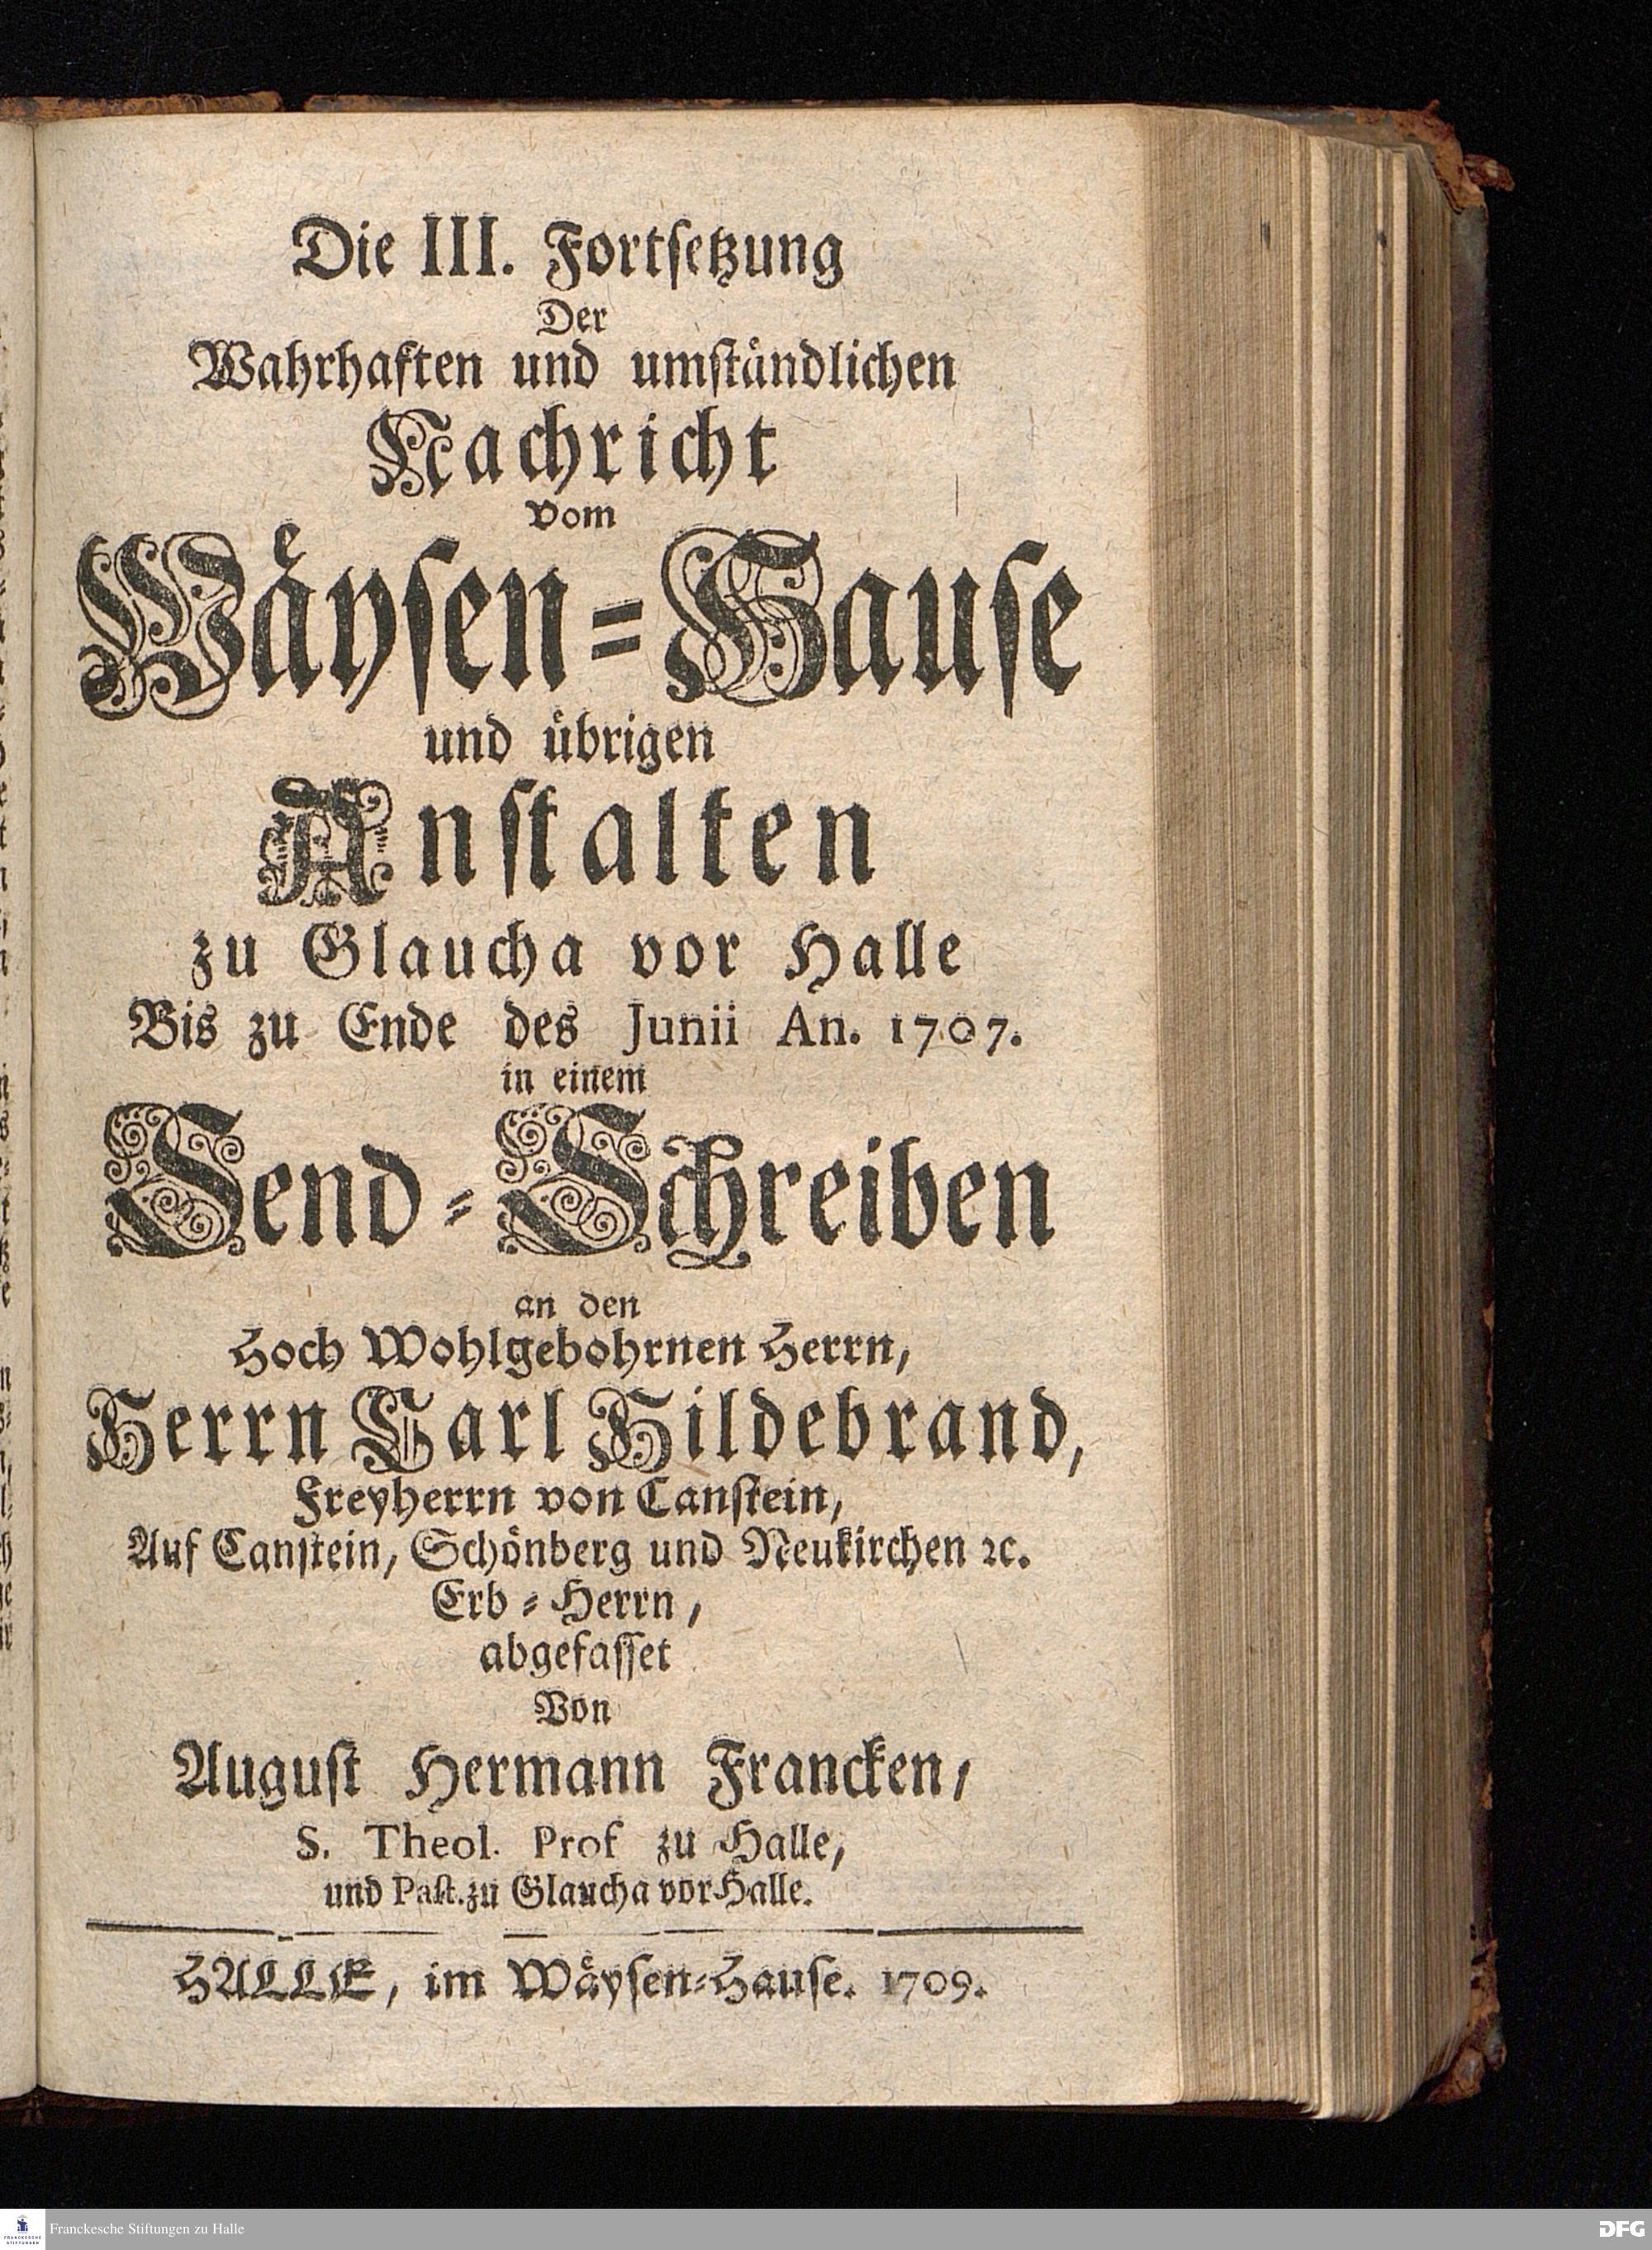 Die III. Fortsetzung
Der
Wahrhaften und umständlichen
Nachricht
vom
Wäysen-Hause
und übrigen
Anstalten
zu Glaucha vor Halle
Bis zu Ende des Junii An. 1707.
in einem
Send-Schreiben
an den
Hoch Wohlgebohrnen Herrn,
Herrn Carl Hildebrand,
Freyherrn von Canstein,
Auf Canstein, Schönberg und Neukirchen ꝛc.
Erb-Herrn,
abgefasset
Von
August Hermann Francken,
S. Theol. Prof zu Halle,
und Past. zu Glaucha vor Halle.
HALLE, im Wäysen-Hause. 1709.
FRANCKESCHE STIFTUNGEN
Franckesche Stiftungen zu Halle
DFG